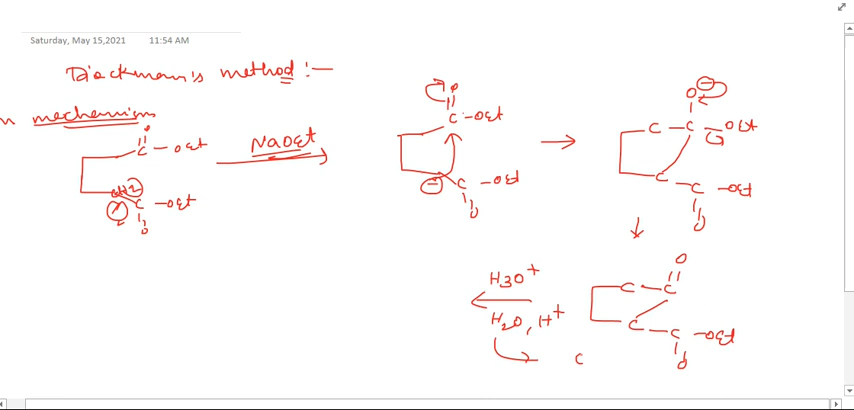 Saturday, May 15, 2021 11:54 AM
Dieckmann's method :-
n mechanism
O
C - OEt
CH2
C - OEt
O
NaOEt
O
C - OEt
C - OEt
O
O
C - C - OEt
C - C - OEt
O
O
C - C
C - C - OEt
O
H3O+
H2O, H+
C